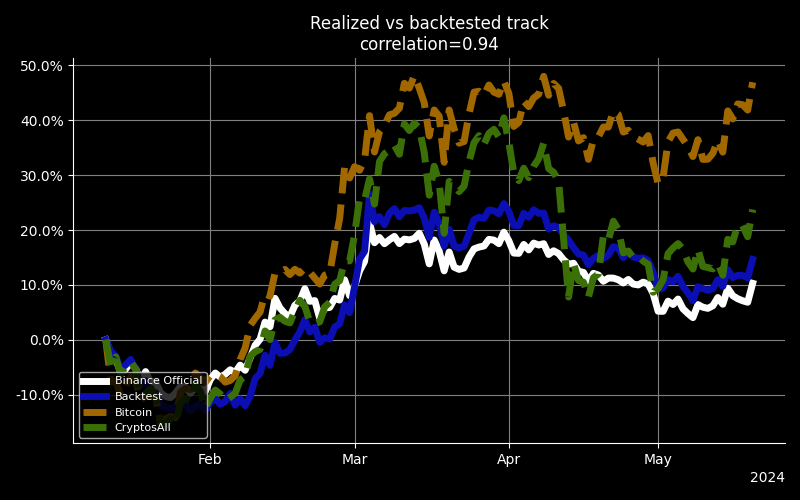 Realized vs backtested track
correlation=0.94
50.0%
40.0%
30.0%
20.0%
10.0%
0.0%
-10.0%
Binance Official
Backtest
Bitcoin
CryptosAll
Feb
Mar
Apr
May
2024